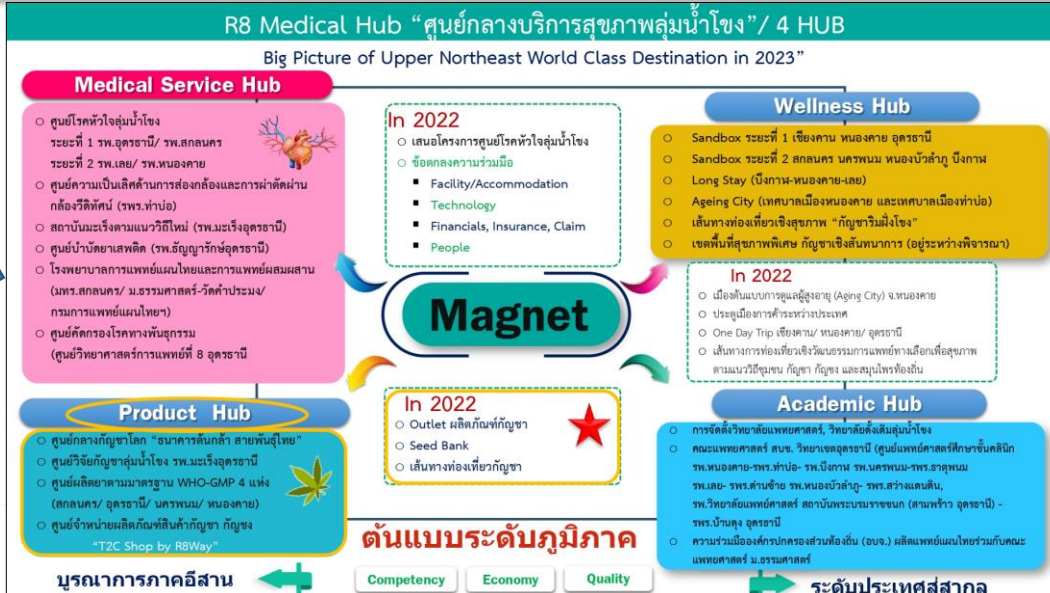 R8 Medical Hub “ศูนย์กลางบริการสุขภาพลุ่มน้ำโขง”/ 4 HUB
Big Picture of Upper Northeast World Class Destination in 2023”
Medical Service Hub
○ ศูนย์โรคหัวใจลุ่มน้ำโขง
ระยะที่ 1 รพ.อุดรธานี/ รพ.สกลนคร
ระยะที่ 2 รพ.เลย/ รพ.หนองคาย
○ ศูนย์ความเป็นเลิศด้านการส่องกล้องและการผ่าตัดผ่าน
กล้องวีดิทัศน์ (รพร.ท่าบ่อ)
○ สถาบันมะเร็งตามแนววิถีใหม่ (รพ.มะเร็งอุดรธานี)
○ ศูนย์บำบัดยาเสพติด (รพ.ธัญญารักษ์อุดรธานี)
○ โรงพยาบาลการแพทย์แผนไทยและการแพทย์ผสมผสาน
(มทร.สกลนคร/ ม.ธรรมศาสตร์-วัดคำประมง/
กรมการแพทย์แผนไทยฯ)
○ ศูนย์คัดกรองโรคทางพันธุกรรม
(ศูนย์วิทยาศาสตร์การแพทย์ที่ 8 อุดรธานี
In 2022
○ เสนอโครงการศูนย์โรคหัวใจลุ่มน้ำโขง
○ ข้อตกลงความร่วมมือ
▪ Facility/Accommodation
▪ Technology
▪ Financials, Insurance, Claim
▪ People
Wellness Hub
○ Sandbox ระยะที่ 1 เชียงคาน หนองคาย อุดรธานี
○ Sandbox ระยะที่ 2 สกลนคร นครพนม หนองบัวลำภู บึงกาฬ
○ Long Stay (บึงกาฬ-หนองคาย-เลย)
○ Ageing City (เทศบาลเมืองหนองคาย และเทศบาลเมืองท่าบ่อ)
○ เส้นทางท่องเที่ยวเชิงสุขภาพ “กัญชาริมฝั่งโขง”
○ เขตพื้นที่สุขภาพพิเศษ กัญชาเชิงสันทนาการ (อยู่ระหว่างพิจารณา)
In 2022
○ เมืองต้นแบบการดูแลผู้สูงอายุ (Aging City) จ.หนองคาย
○ ประตูเมืองการค้าระหว่างประเทศ
○ One Day Trip เชียงคาน/ หนองคาย/ อุดรธานี
○ เส้นทางการท่องเที่ยวเชิงวัฒนธรรมการแพทย์ทางเลือกเพื่อสุขภาพ
ตามแนววิถีชุมชน กัญชา กัญชง และสมุนไพรท้องถิ่น
Magnet
Product Hub
○ ศูนย์กลางกัญชาโลก “ธนาคารต้นกล้า สายพันธุ์ไทย”
○ ศูนย์วิจัยกัญชาลุ่มน้ำโขง รพ.มะเร็งอุดรธานี
○ ศูนย์ผลิตยาตามมาตรฐาน WHO-GMP 4 แห่ง
(สกลนคร/ อุดรธานี/ นครพนม/ หนองคาย)
○ ศูนย์จำหน่ายผลิตภัณฑ์สินค้ากัญชา กัญชง
“T2C Shop by R8Way”
In 2022
○ Outlet ผลิตภัณฑ์กัญชา
○ Seed Bank
○ เส้นทางท่องเที่ยวกัญชา
Academic Hub
○ การจัดตั้งวิทยาลัยแพทยศาสตร์, วิทยาลัยดั้งเดิมลุ่มน้ำโขง
○ คณะแพทยศาสตร์ สบช. วิทยาเขตอุดรธานี (ศูนย์แพทย์ศาสตร์ศึกษาชั้นคลินิก
รพ.หนองคาย-รพร.ท่าบ่อ- รพ.บึงกาฬ รพ.นครพนม-รพร.ธาตุพนม
รพ.เลย- รพร.ด่านซ้าย รพ.หนองบัวลำภู- รพร.สว่างแดนดิน,
รพ.วิทยาลัยแพทย์ศาสตร์ สถาบันพระบรมราชชนก (สามพร้าว อุดรธานี) -
รพร.บ้านดุง อุดรธานี
○ ความร่วมมือองค์กรปกครองส่วนท้องถิ่น (อบจ.) ผลิตแพทย์แผนไทยร่วมกับคณะ
แพทยศาสตร์ ม.ธรรมศาสตร์
ต้นแบบระดับภูมิภาค
บูรณาการภาคอีสาน
Competency
Economy
Quality
ระดับประเทศสู่สากล